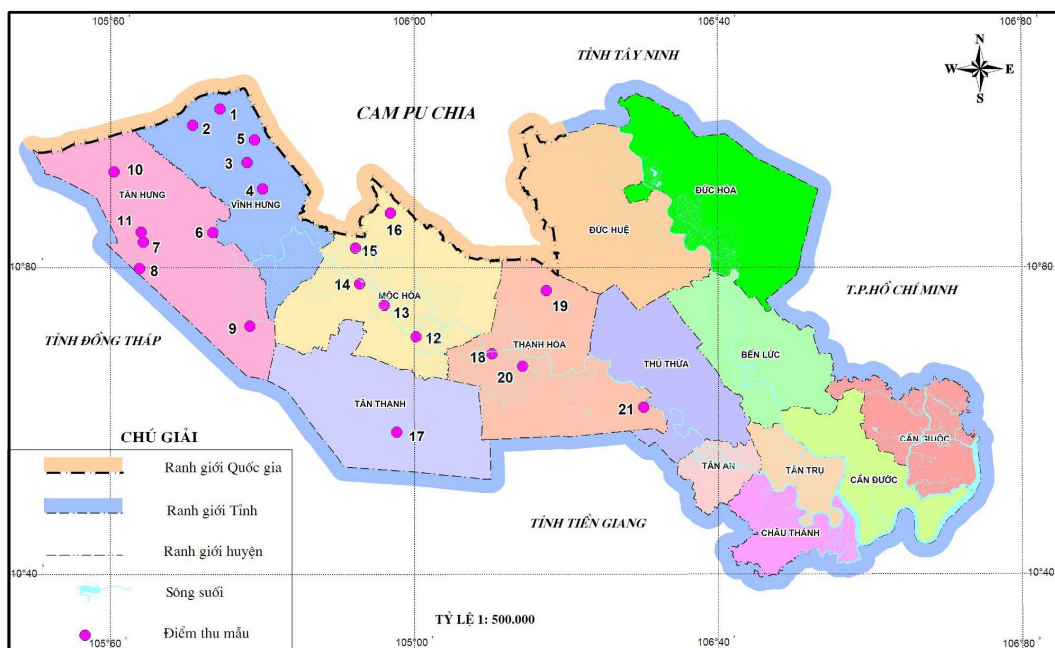 105°60'
106°00'
106°40'
106°80'
TỈNH TÂY NINH
N
W E
S
CAM PU CHIA
1
2
5
3
10
4
TÂN HƯNG
VĨNH HƯNG
ĐỨC HÒA
16
11
6
ĐỨC HUỆ
7
15
10°80
8
10°80
14
19
MỘC HÓA
13
T.P.HỒ CHÍ MINH
9
12
TỈNH ĐỒNG THÁP
THẠNH HÓA
18
BẾN LỨC
20
THỦ THỪA
TÂN THẠNH
21
CHÚ GIẢI
17
CẦN GIUỘC
Ranh giới Quốc gia
TÂN AN
TÂN TRỤ
CẦN ĐƯỚC
Ranh giới Tỉnh
TỈNH TIỀN GIANG
CHÂU THÀNH
Ranh giới huyện
10°40
10°40
Sông suối
TỶ LỆ 1: 500.000
Điểm thu mẫu
105°60'
105°00'
106°40'
106°80